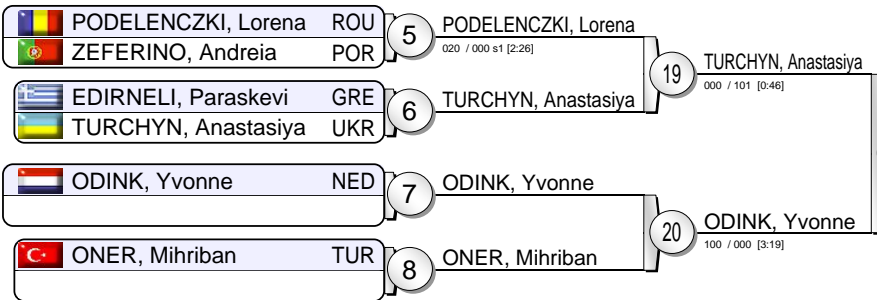 PODELENCZKI, Lorena ROU
ZEFERINO, Andreia POR
5
PODELENCZKI, Lorena
020 / 000 s1 [2:26]
EDIRNELI, Paraskevi GRE
TURCHYN, Anastasiya UKR
6
TURCHYN, Anastasiya
19
TURCHYN, Anastasiya
000 / 101 [0:46]
ODINK, Yvonne NED
7
ODINK, Yvonne
ONER, Mihriban TUR
8
ONER, Mihriban
20
ODINK, Yvonne
100 / 000 [3:19]